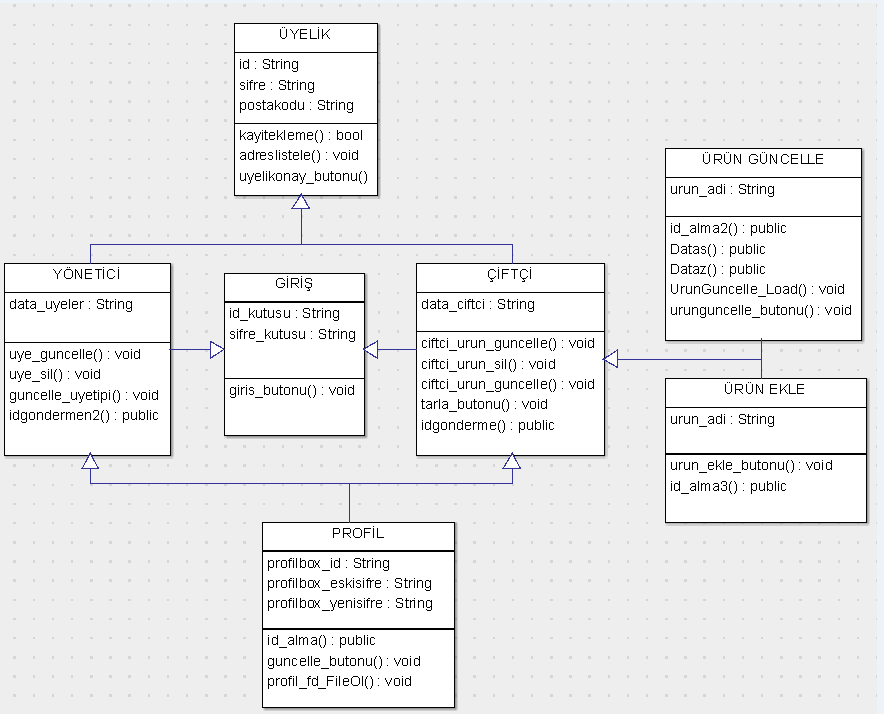 ÜYELİK
id : String
sifre : String
postakodu : String
kayitekleme() : bool
adreslistele() : void
uyelikonay_butonu()
YÖNETİCİ
data_uyeler : String
uye_guncelle() : void
uye_sil() : void
guncelle_uyetipi() : void
idgondermen2() : public
GİRİŞ
id_kutusu : String
sifre_kutusu : String
giris_butonu() : void
ÇİFTÇİ
data_ciftci : String
ciftci_urun_guncelle() : void
ciftci_urun_sil() : void
ciftci_urun_guncelle() : void
tarla_butonu() : void
idgonderme() : public
ÜRÜN GÜNCELLE
urun_adi : String
id_alma2() : public
Datas() : public
Dataz() : public
UrunGuncelle_Load() : void
urunguncelle_butonu() : void
ÜRÜN EKLE
urun_adi : String
urun_ekle_butonu() : void
id_alma3() : public
PROFİL
profilbox_id : String
profilbox_eskisifre : String
profilbox_yenisifre : String
id_alma() : public
guncelle_butonu() : void
profil_fd_FileOl() : void